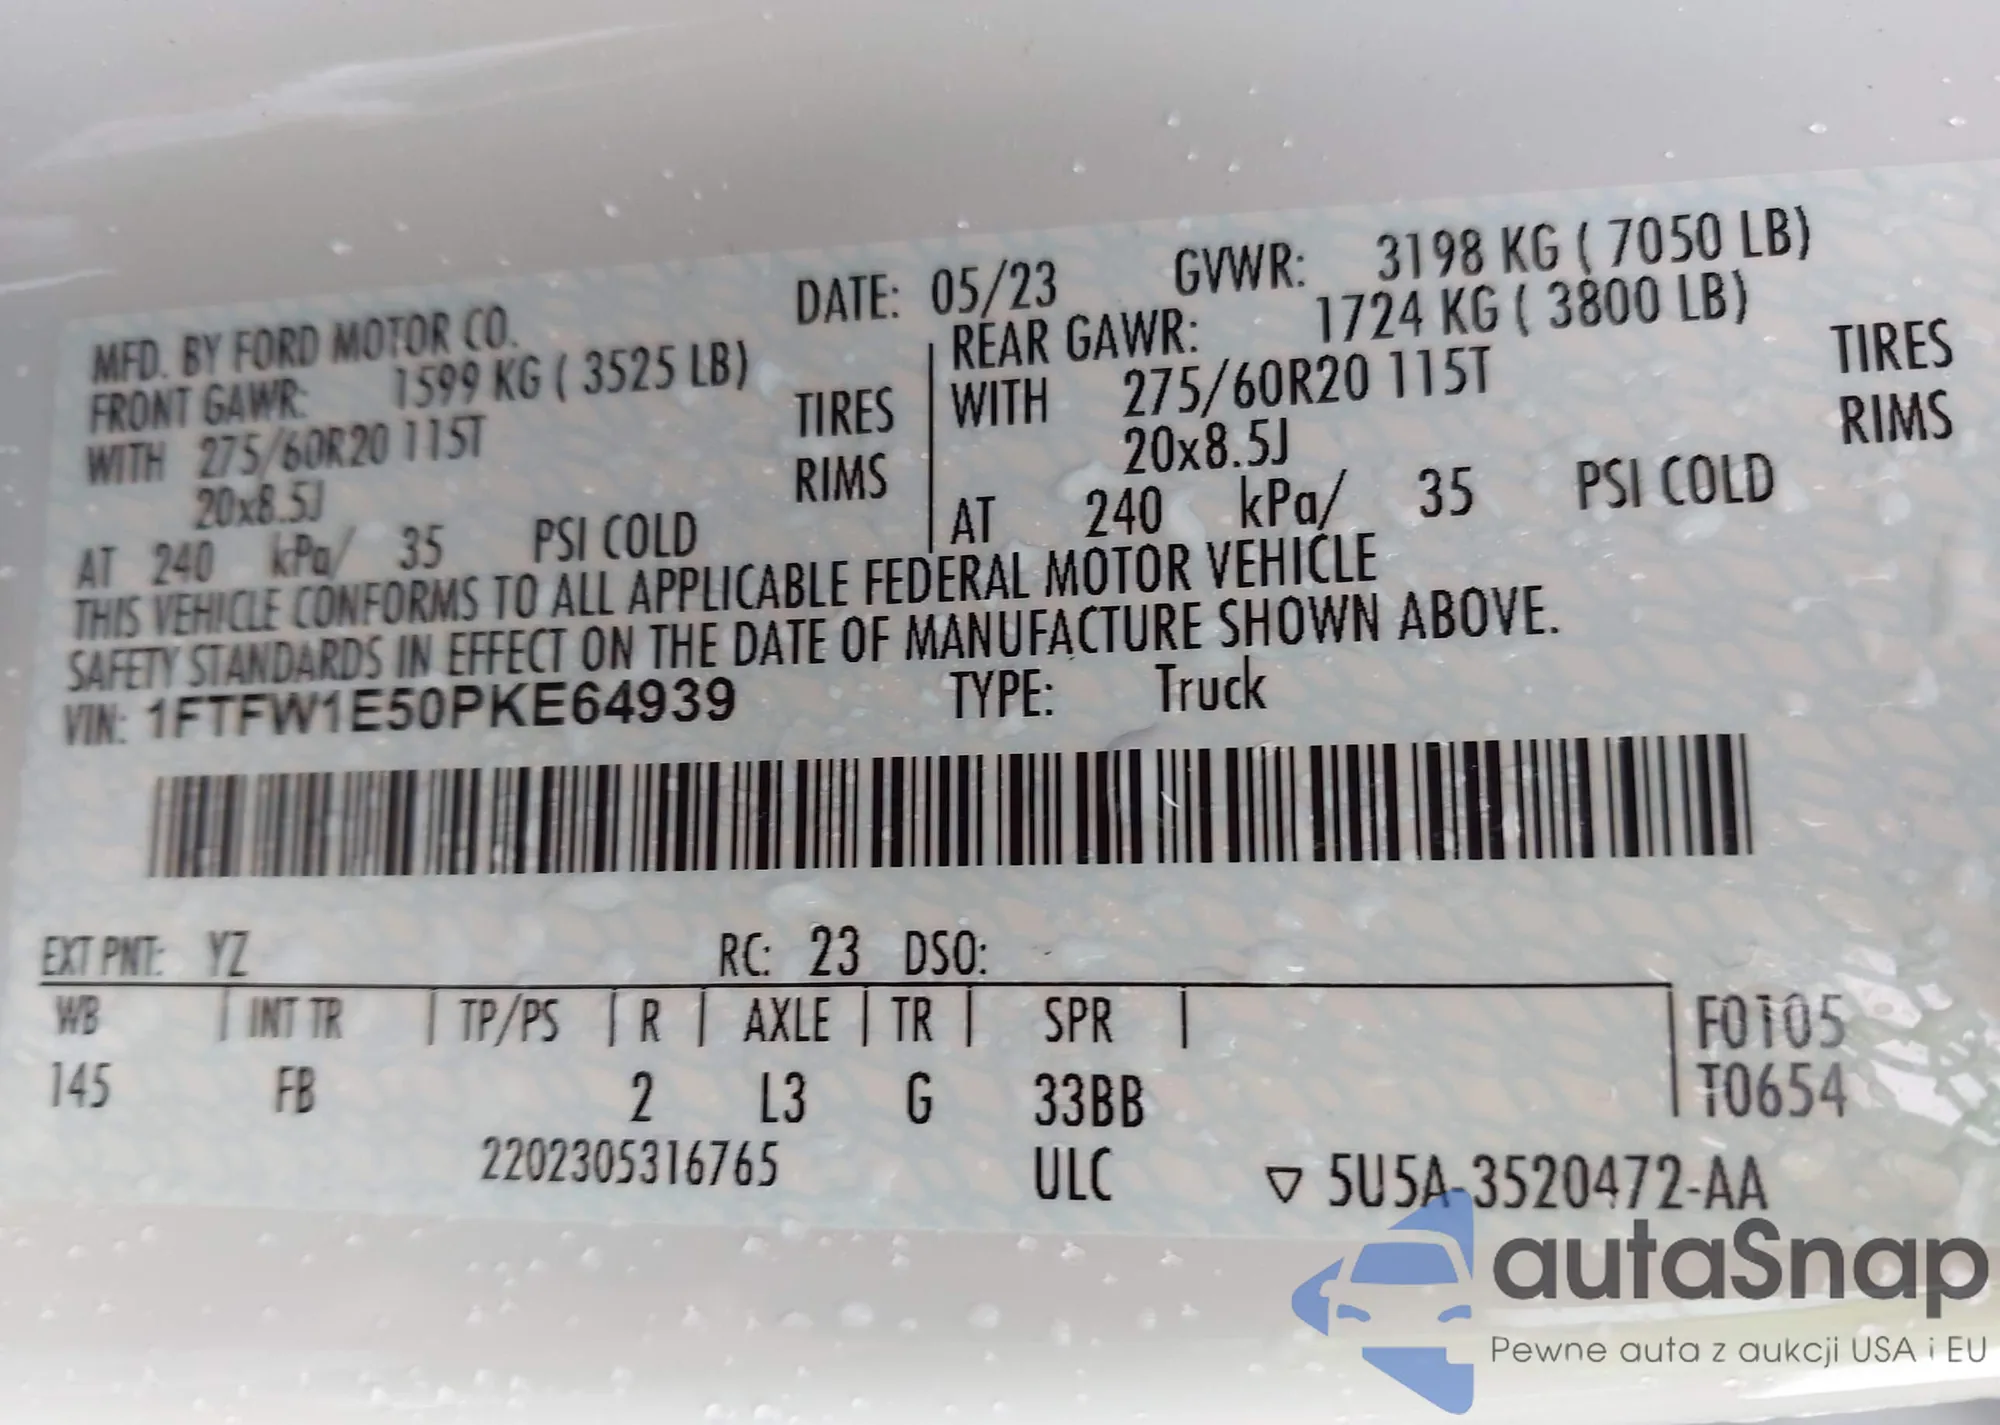 MFD. BY FORD MOTOR CO. DATE: 05/23 GVWR: 3198 KG ( 7050 LB)
FRONT GAWR: 1599 KG ( 3525 LB) REAR GAWR: 1724 KG ( 3800 LB)
WITH 275/60R20 115T TIRES WITH 275/60R20 115T TIRES
20x8.5J RIMS 20x8.5J RIMS
AT 240 kPa/ 35 PSI COLD AT 240 kPa/ 35 PSI COLD
THIS VEHICLE CONFORMS TO ALL APPLICABLE FEDERAL MOTOR VEHICLE
SAFETY STANDARDS IN EFFECT ON THE DATE OF MANUFACTURE SHOWN ABOVE.
VIN: 1FTFW1E50PKE64939 TYPE: Truck
EXT PNT: YZ RC: 23 DSO:
WB | INT TR | TP/PS | R | AXLE | TR | SPR | F0105
145 FB 2 L3 G 33BB T0654
2202305316765 ULC ▽ 5U5A-3520472-AA
autaSnap
Pewne auta z aukcji USA i EU